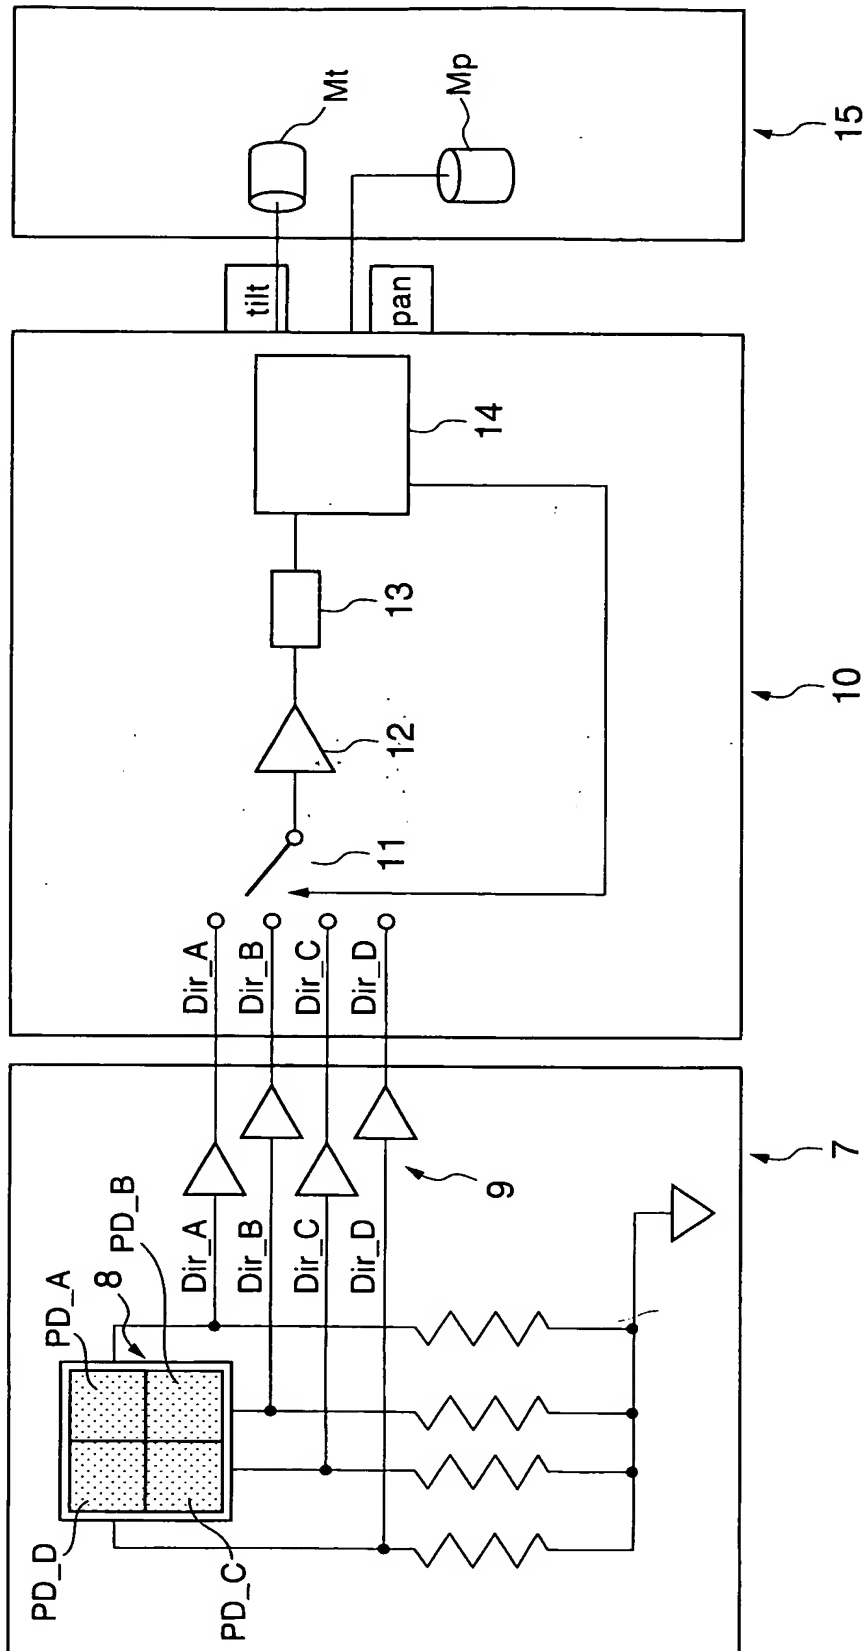 PD_A
8
PD_B
PD_D
PD_C
Dir_A
Dir_B
Dir_C
Dir_D
9
7
Dir_A
Dir_B
Dir_C
Dir_D
11
12
13
14
10
tilt
pan
Mt
Mp
15